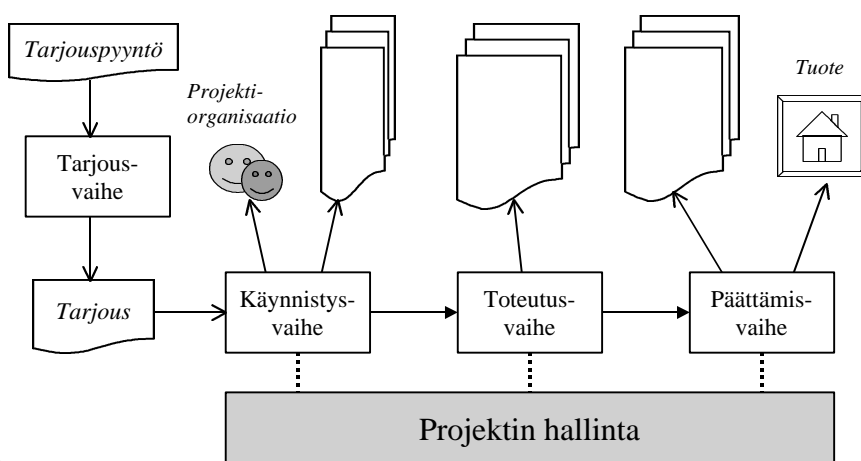 Tarjouspyyntö
Projekti-
organisaatio
Tuote
Tarjous-
vaihe
Tarjous
Käynnistys-
vaihe
Toteutus-
vaihe
Päättämis-
vaihe
Projektin hallinta